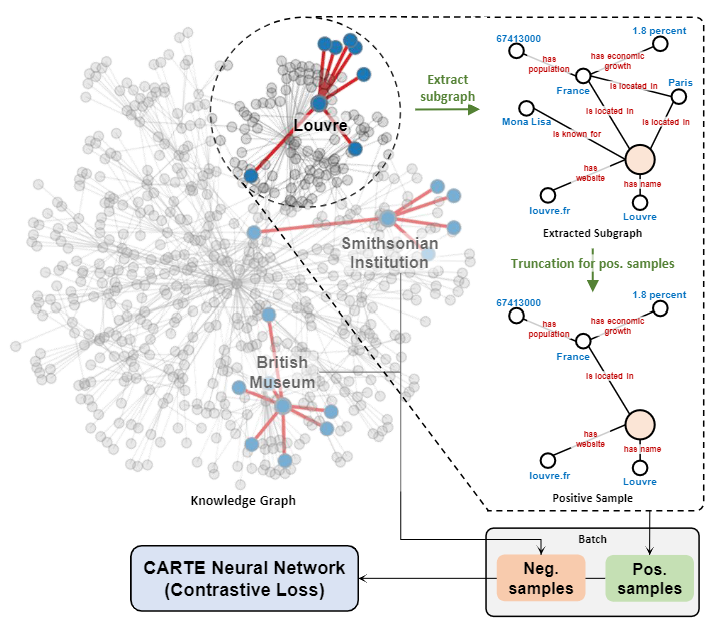 Louvre
Smithsonian
Institution
British
Museum
Knowledge Graph
Extract
subgraph
67413000
1.8 percent
has
population
has economic
growth
France
is located in
Paris
Mona Lisa
is located in
is located in
is known for
has
website
has name
louvre.fr
Louvre
Extracted Subgraph
Truncation for pos. samples
67413000
1.8 percent
has
population
has economic
growth
France
is located in
has
website
has name
louvre.fr
Louvre
Positive Sample
Batch
Neg.
samples
Pos.
samples
CARTE Neural Network
(Contrastive Loss)